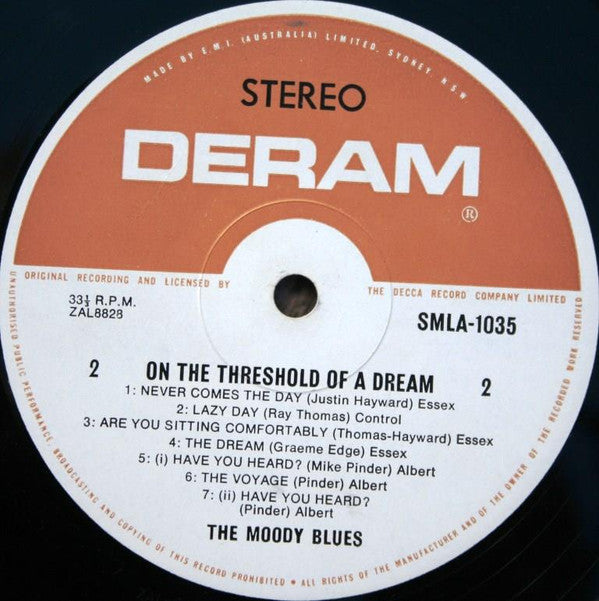 MADE BY E.M.I. (AUSTRALIA) LIMITED, SYDNEY, N.S.W.
STEREO
DERAM
®
ORIGINAL RECORDING AND LICENSED BY THE DECCA RECORD COMPANY LIMITED
33⅓ R.P.M.
ZAL8828
SMLA-1035
2 ON THE THRESHOLD OF A DREAM 2
1: NEVER COMES THE DAY (Justin Hayward) Essex
2: LAZY DAY (Ray Thomas) Control
3: ARE YOU SITTING COMFORTABLY (Thomas-Hayward) Essex
4: THE DREAM (Graeme Edge) Essex
5: (i) HAVE YOU HEARD? (Mike Pinder) Albert
6: THE VOYAGE (Pinder) Albert
7: (ii) HAVE YOU HEARD?
(Pinder) Albert
THE MOODY BLUES
UNAUTHORISED PUBLIC PERFORMANCE, BROADCASTING AND COPYING OF THIS RECORD PROHIBITED • ALL RIGHTS OF THE MANUFACTURER AND OF THE OWNER OF THE RECORDED WORK RESERVED